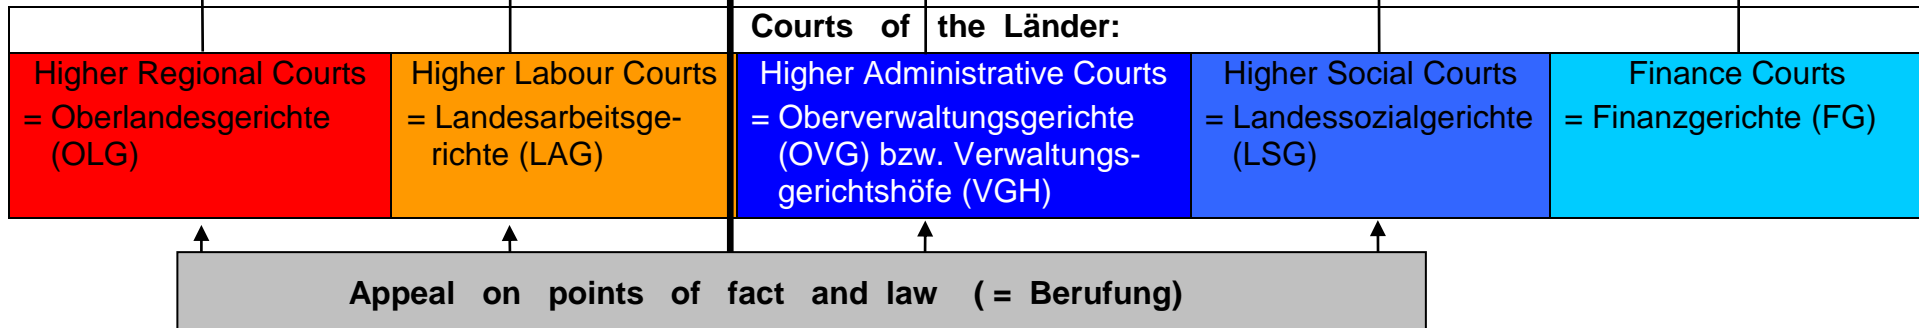 Courts of the Länder:
Higher Regional Courts
= Oberlandesgerichte
(OLG)
Higher Labour Courts
= Landesarbeitsge-
richte (LAG)
Higher Administrative Courts
= Oberverwaltungsgerichte
(OVG) bzw. Verwaltungs-
gerichtshöfe (VGH)
Higher Social Courts
= Landessozialgerichte
(LSG)
Finance Courts
= Finanzgerichte (FG)
Appeal on points of fact and law ( = Berufung)